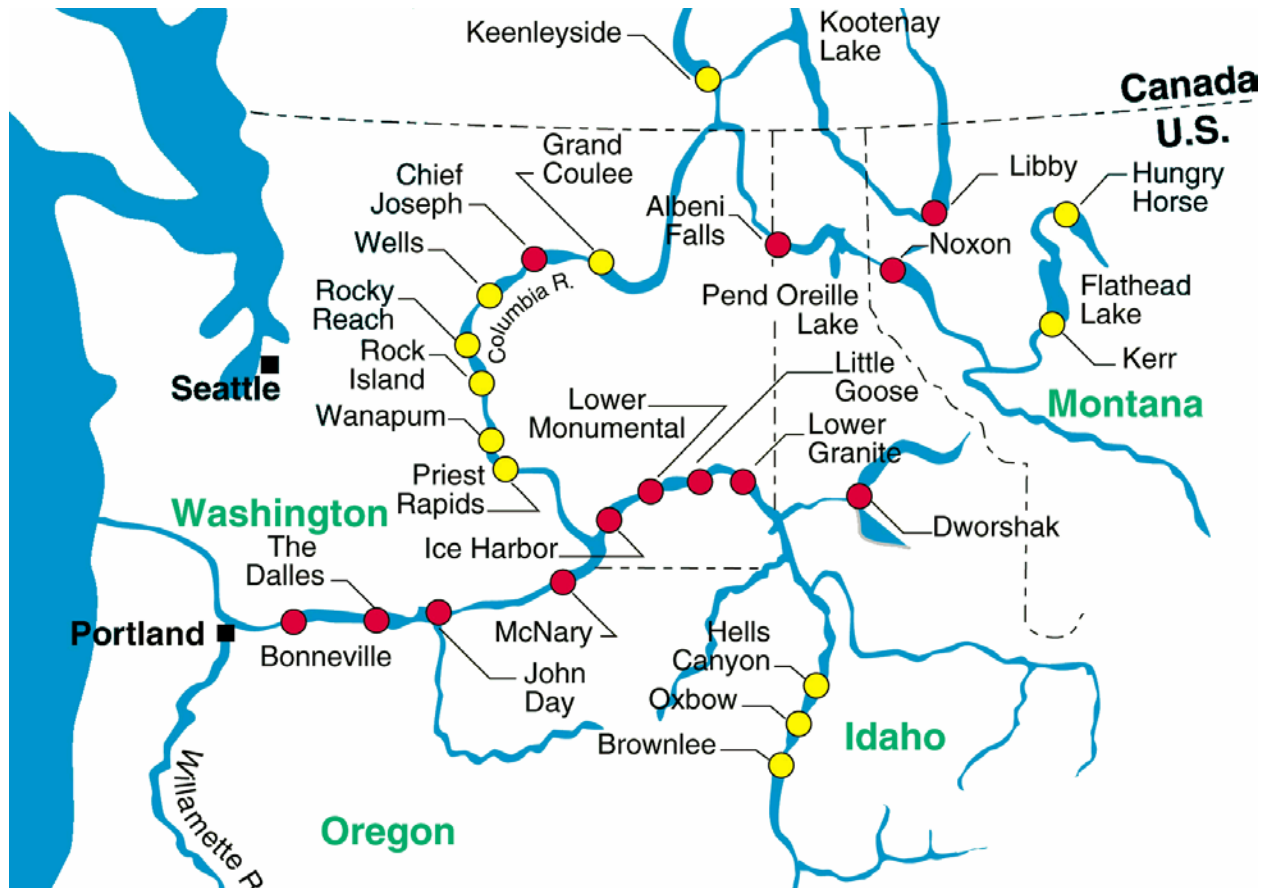 Keenleyside
Kootenay
Lake
Canada
U.S.
Grand
Coulee
Chief
Joseph
Albeni
Falls
Libby
Hungry
Horse
Wells
Noxon
Columbia R.
Rocky
Reach
Pend Oreille
Lake
Flathead
Lake
Rock
Island
Kerr
Seattle
Little
Goose
Wanapum
Lower
Monumental
Montana
Lower
Granite
Priest
Rapids
Washington
Ice Harbor
Dworshak
The
Dalles
Portland
Bonneville
McNary
Hells
Canyon
John
Day
Oxbow
Brownlee
Idaho
Willamette R
Oregon